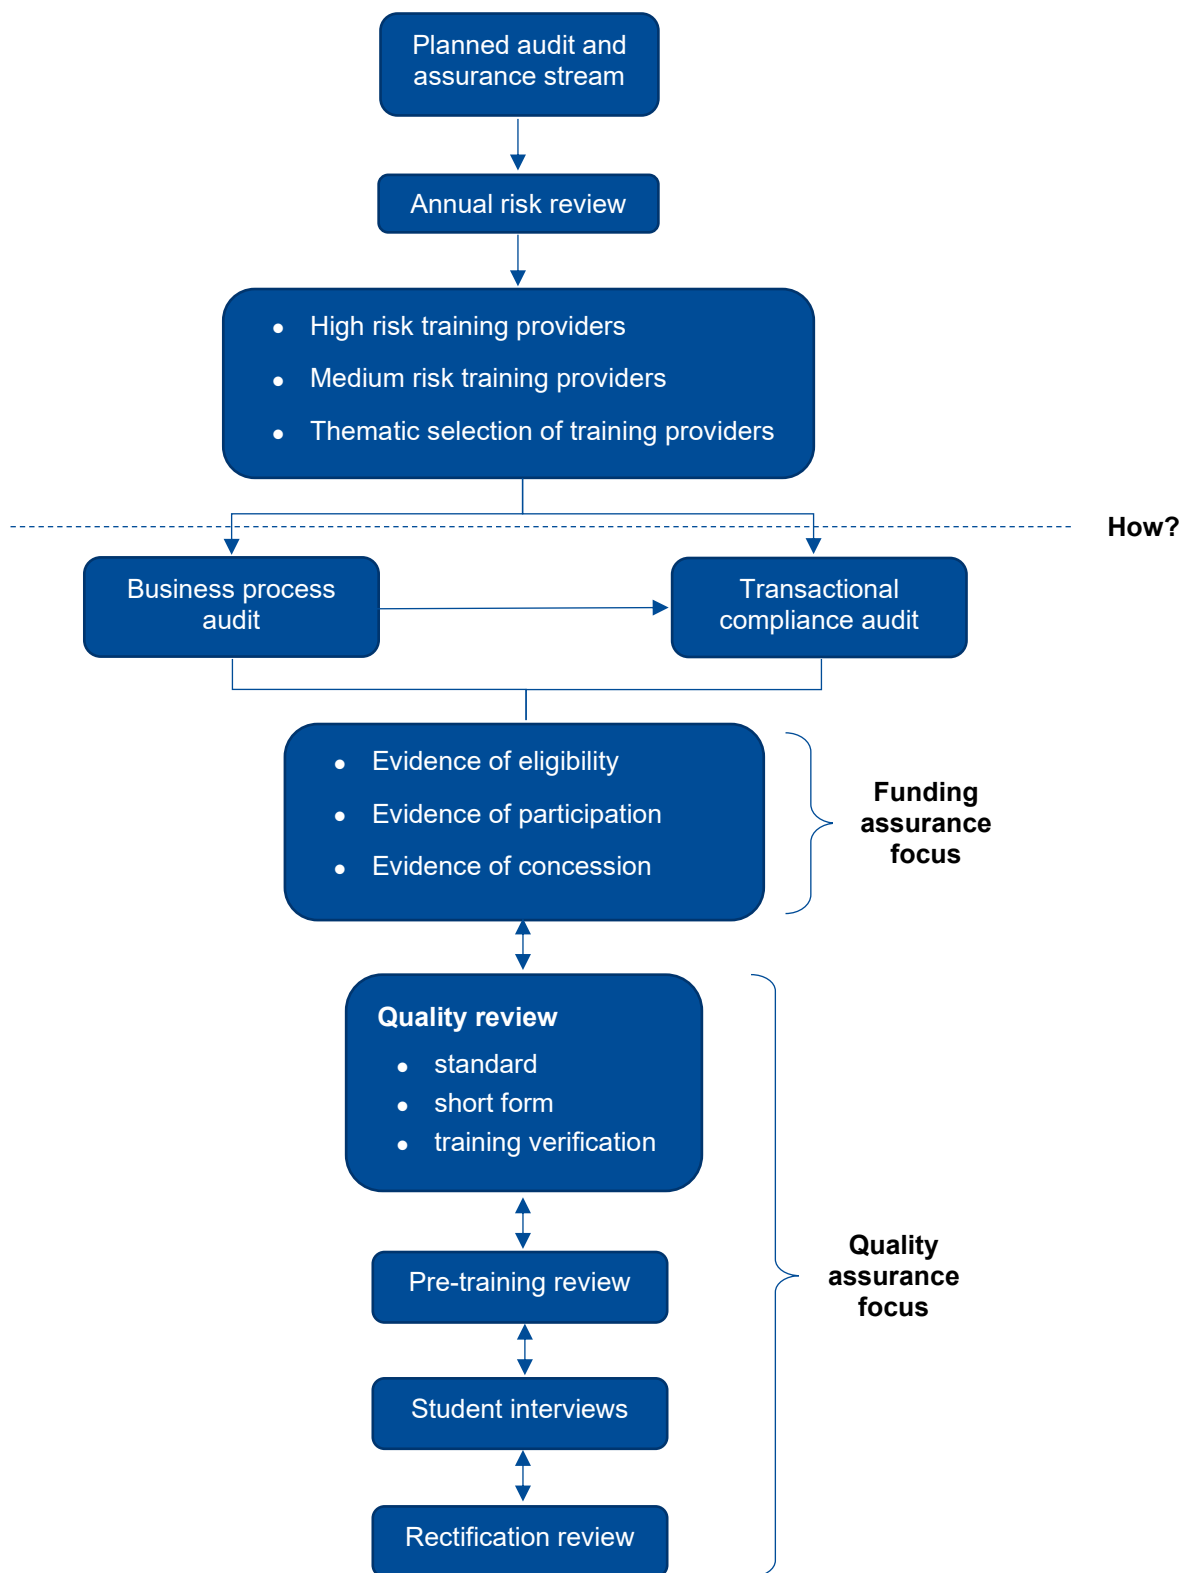 Planned audit and
assurance stream
Annual risk review
• High risk training providers
• Medium risk training providers
• Thematic selection of training providers
How?
Business process
audit
Transactional
compliance audit
• Evidence of eligibility
• Evidence of participation
• Evidence of concession
Funding
assurance
focus
Quality review
• standard
• short form
• training verification
Pre-training review
Quality
assurance
focus
Student interviews
Rectification review